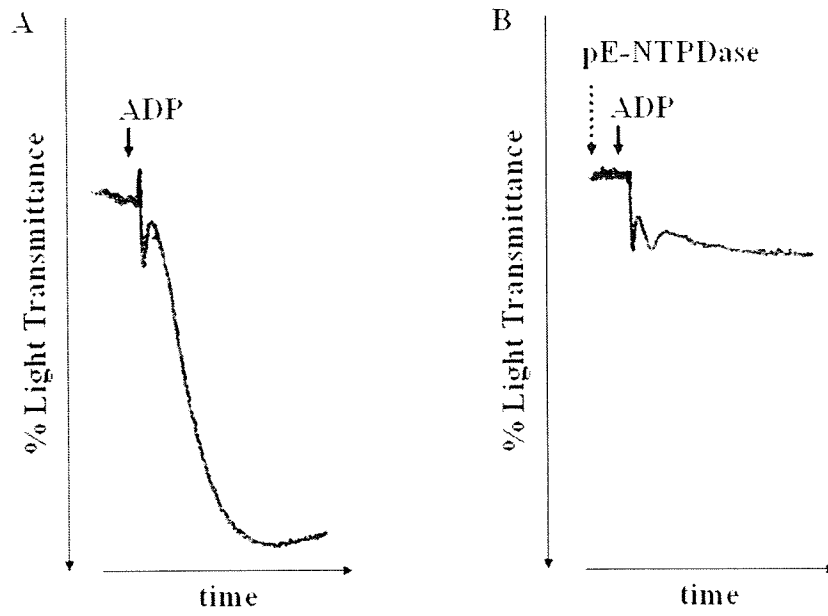 A
ADP
% Light Transmittance
time
B
pE-NTPDase
ADP
% Light Transmittance
time